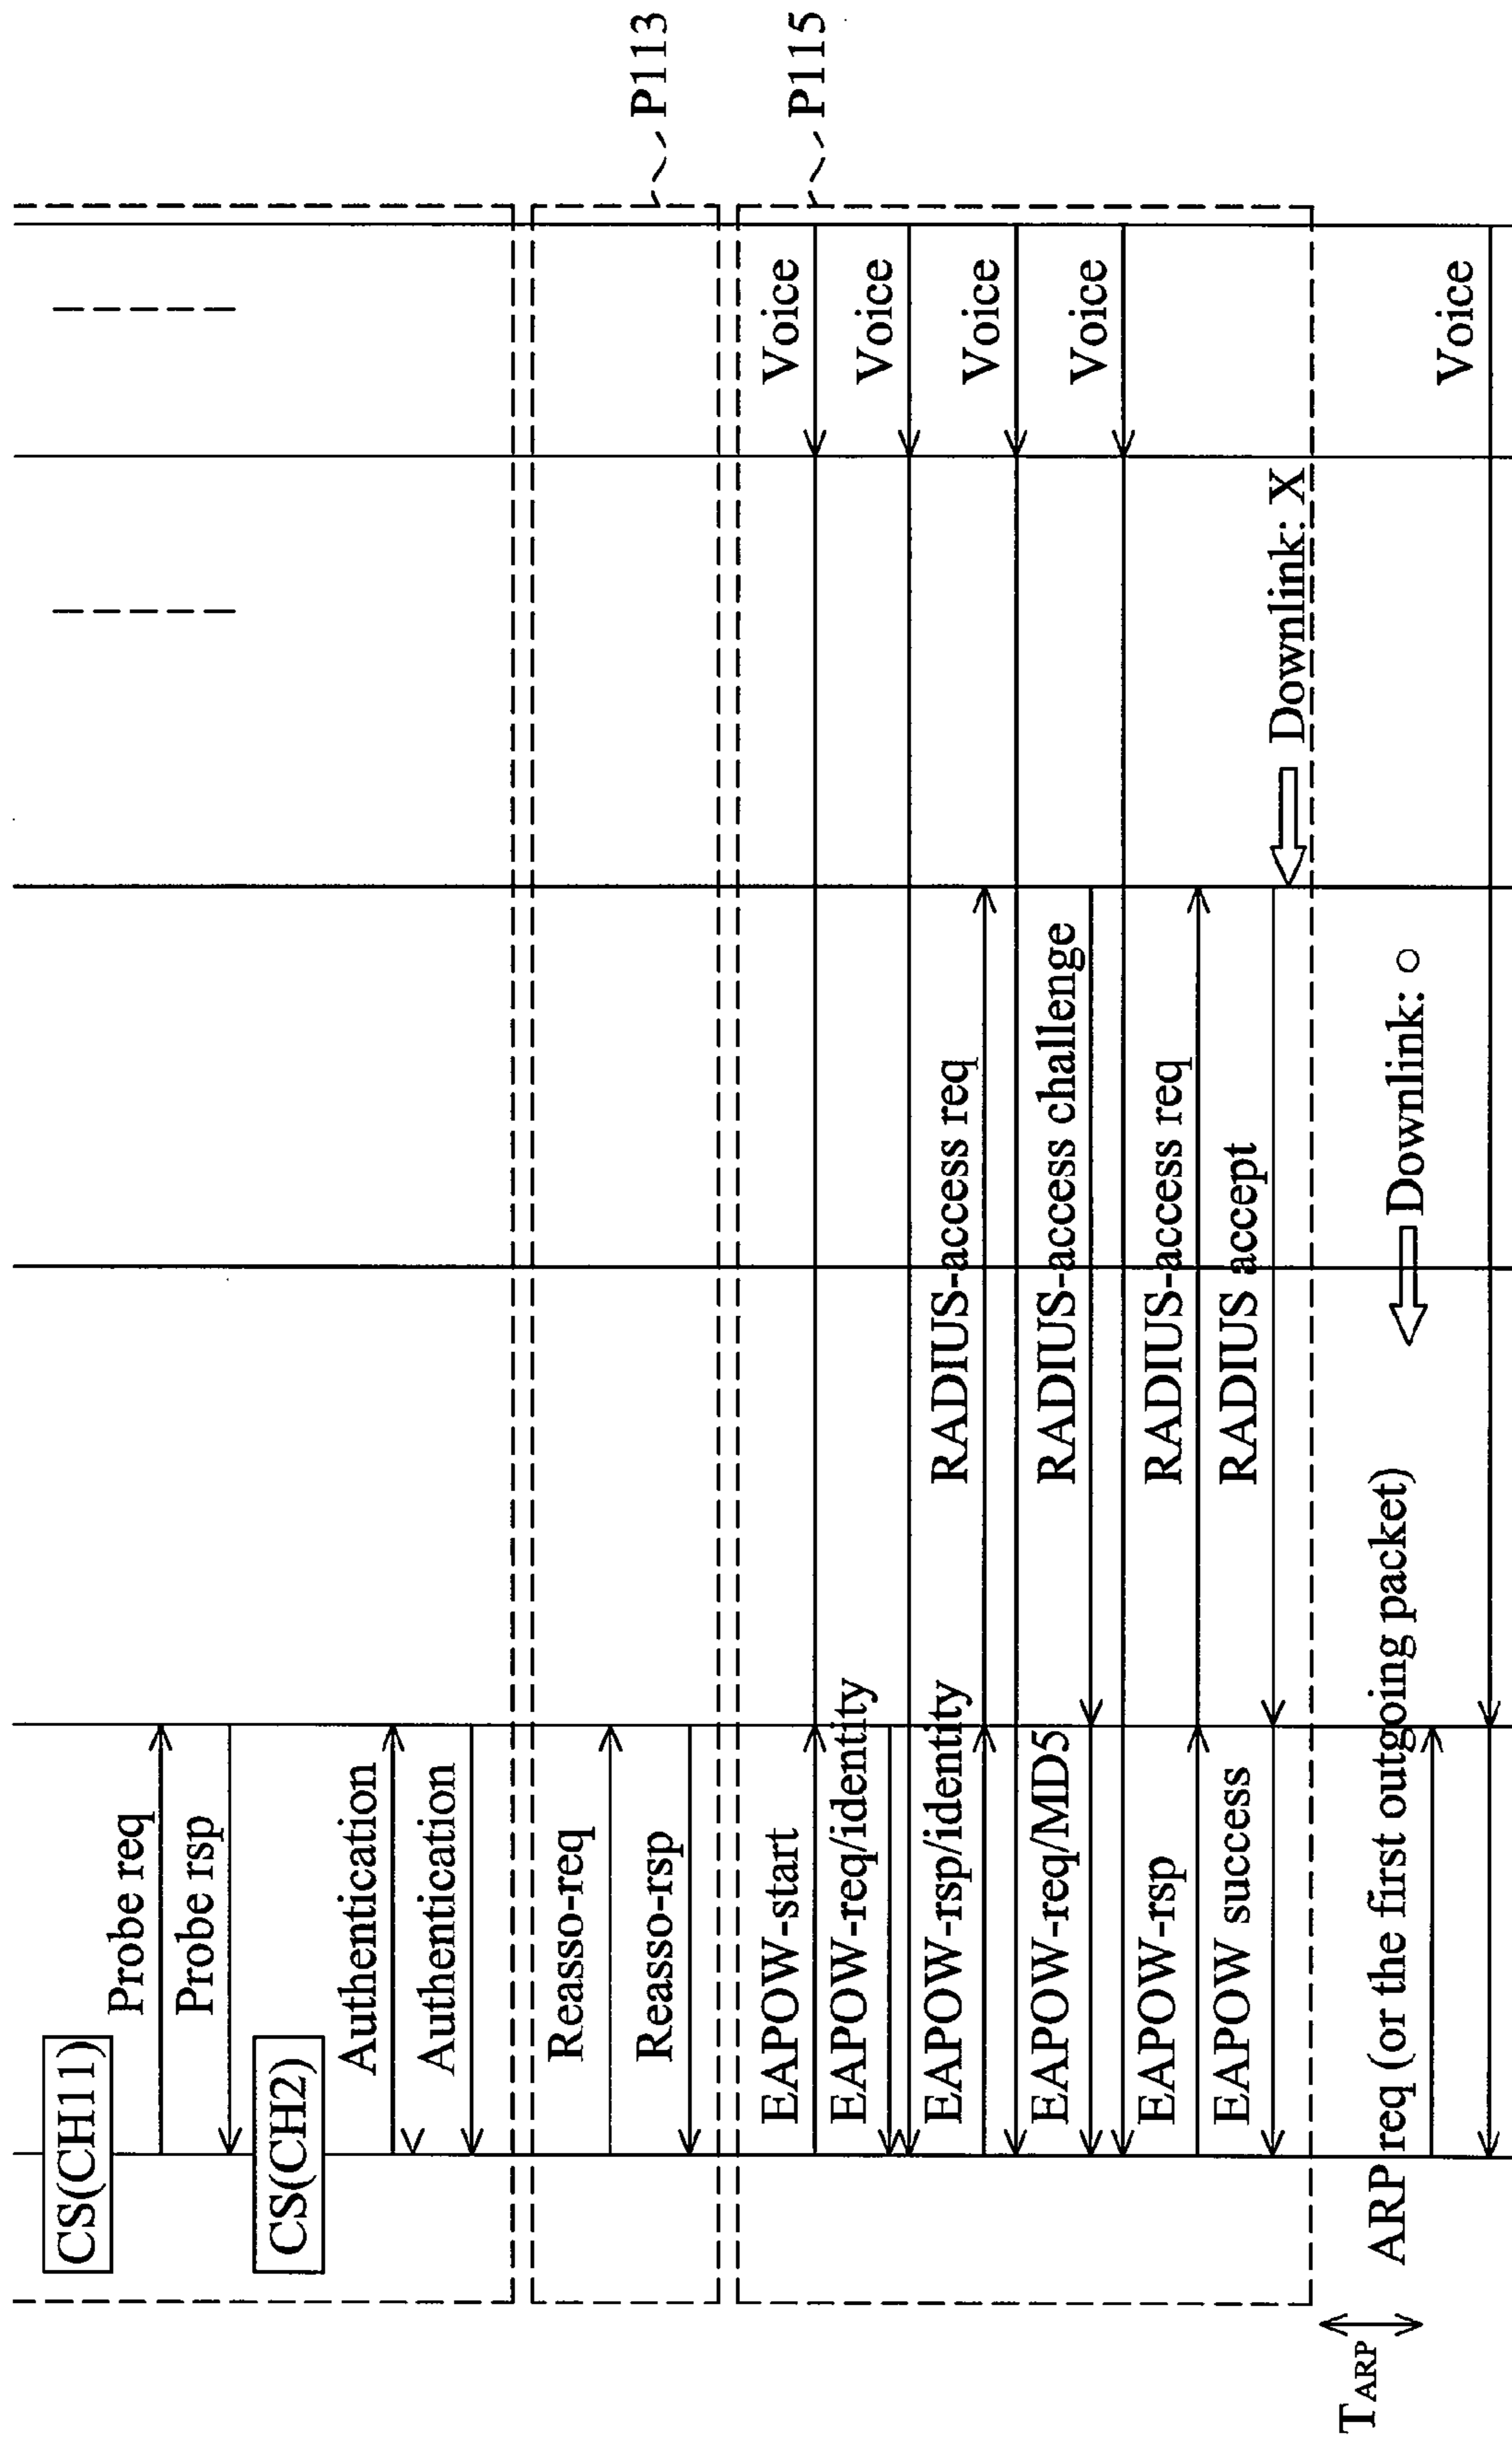 CS(CH11)
Probe req
Probe rsp
CS(CH2)
Authentication
Authentication
Reasso-req
Reasso-rsp
P113
EAPOW-start
Voice
EAPOW-req/identity
Voice
EAPOW-rsp/identity
RADIUS-access req
Voice
EAPOW-req/MD5
RADIUS-access challenge
Voice
EAPOW-rsp
RADIUS-access req
EAPOW success
RADIUS accept
Downlink: X
P115
TARP
ARP req (or the first outgoing packet)
Downlink: ○
Voice